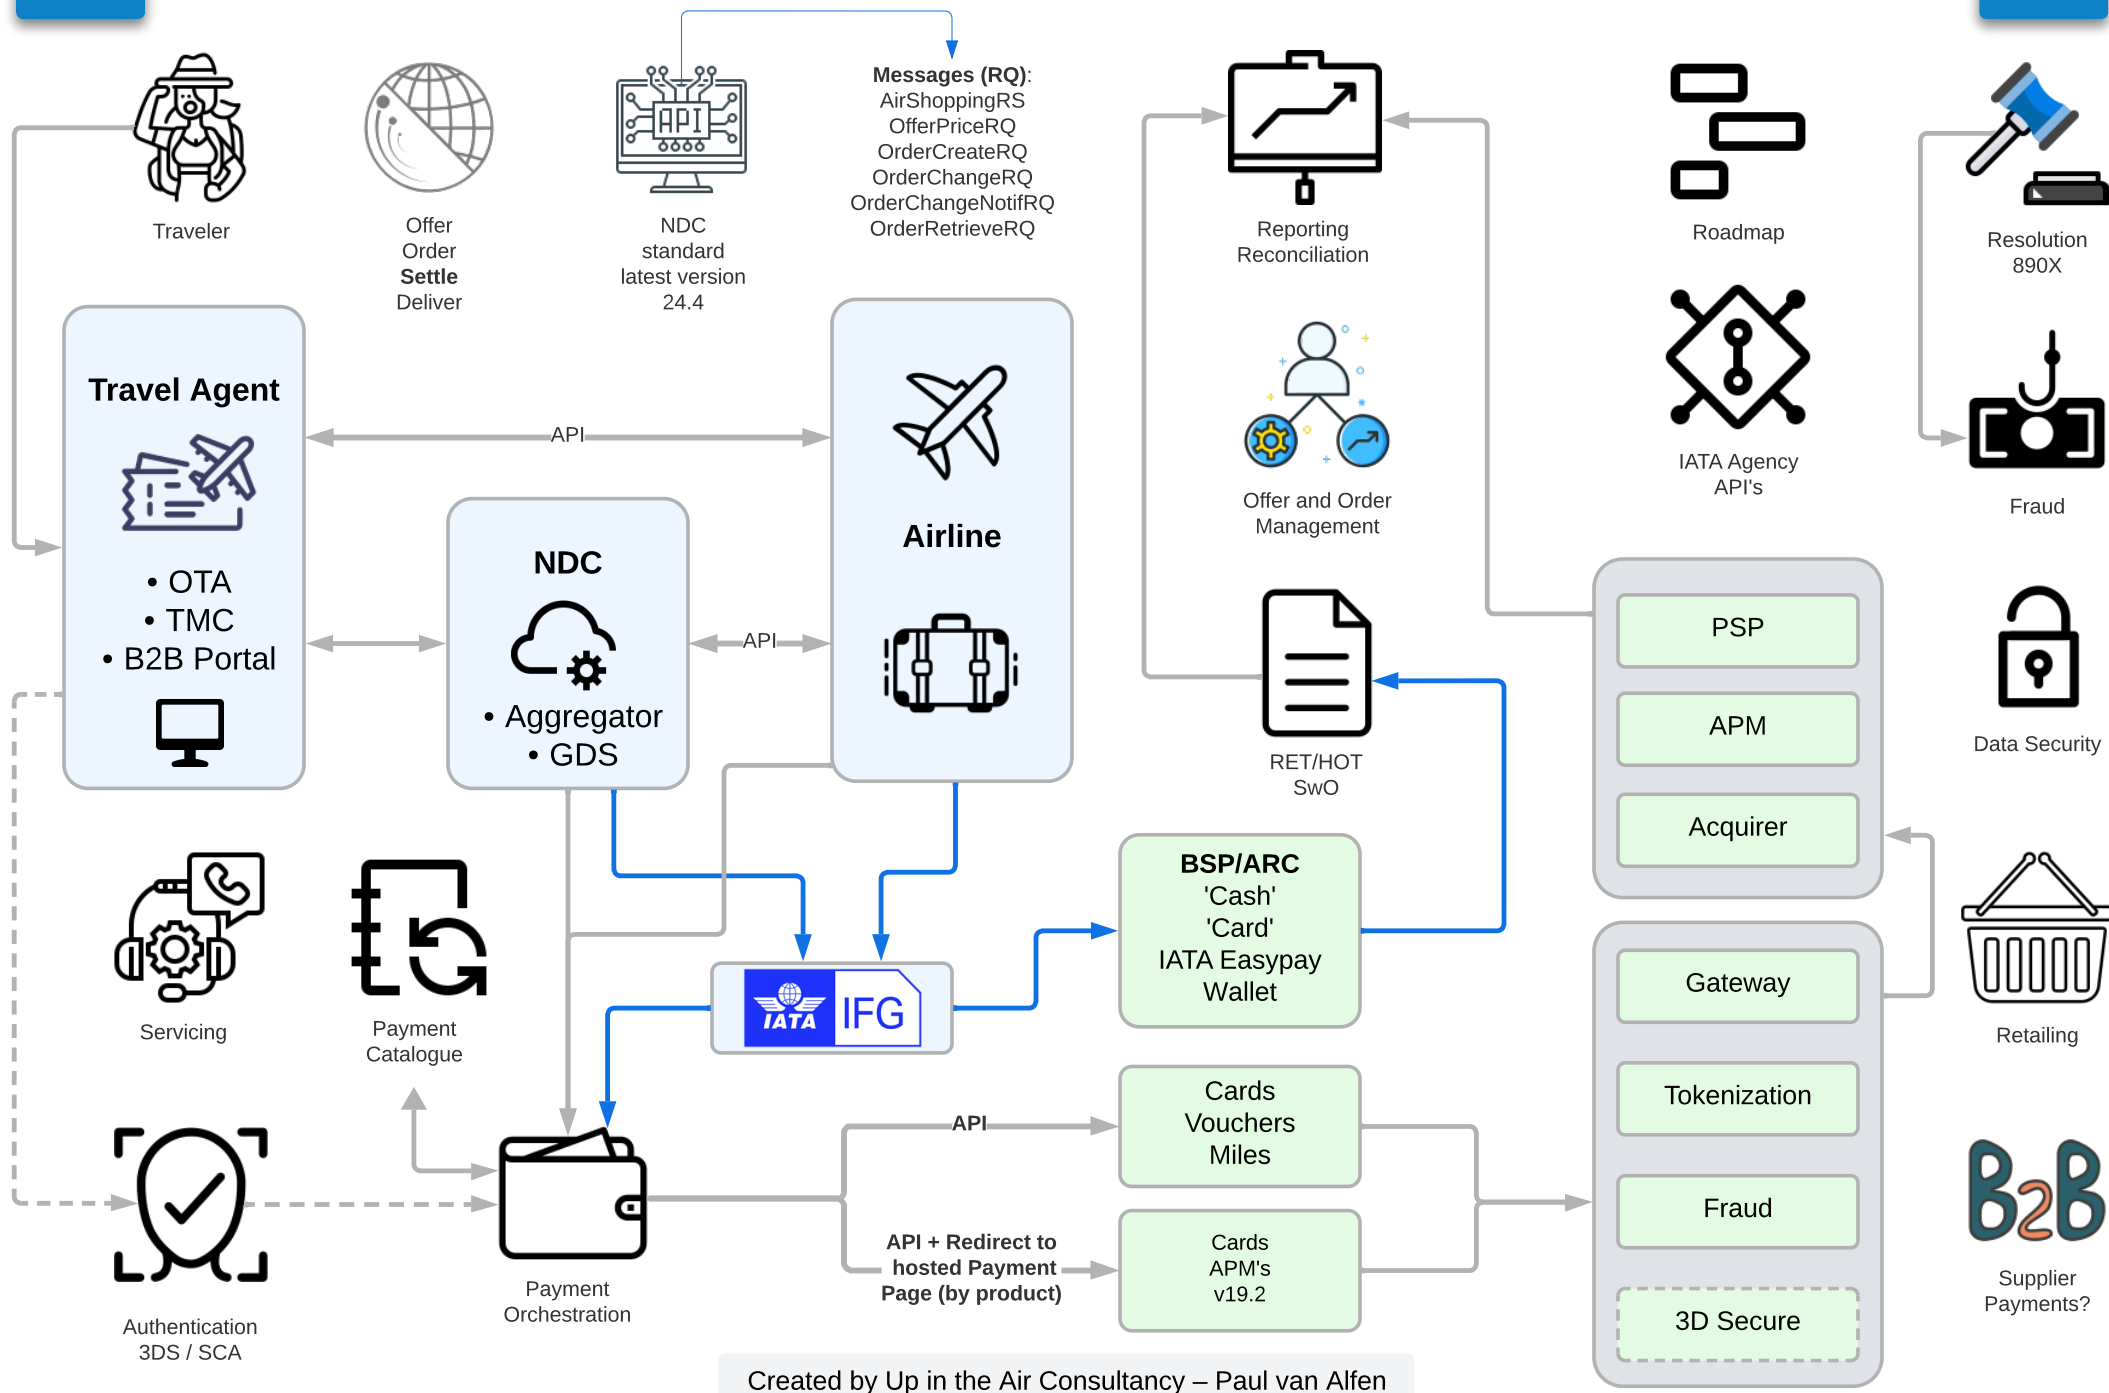 Traveler
Offer
Order
Settle
Deliver
API
NDC
standard
latest version
24.4
Messages (RQ):
AirShoppingRS
OfferPriceRQ
OrderCreateRQ
OrderChangeRQ
OrderChangeNotifRQ
OrderRetrieveRQ
Reporting
Reconciliation
Roadmap
Resolution
890X
Travel Agent
• OTA
• TMC
• B2B Portal
API
NDC
• Aggregator
• GDS
API
Airline
Offer and Order
Management
IATA Agency
API's
Fraud
RET/HOT
SwO
PSP
APM
Acquirer
Data Security
Servicing
Payment
Catalogue
IATA
IFG
BSP/ARC
'Cash'
'Card'
IATA Easypay
Wallet
Gateway
Tokenization
Fraud
3D Secure
Retailing
Authentication
3DS / SCA
Payment
Orchestration
API
Cards
Vouchers
Miles
API + Redirect to
hosted Payment
Page (by product)
Cards
APM's
v19.2
B2B
Supplier
Payments?
Created by Up in the Air Consultancy – Paul van Alfen